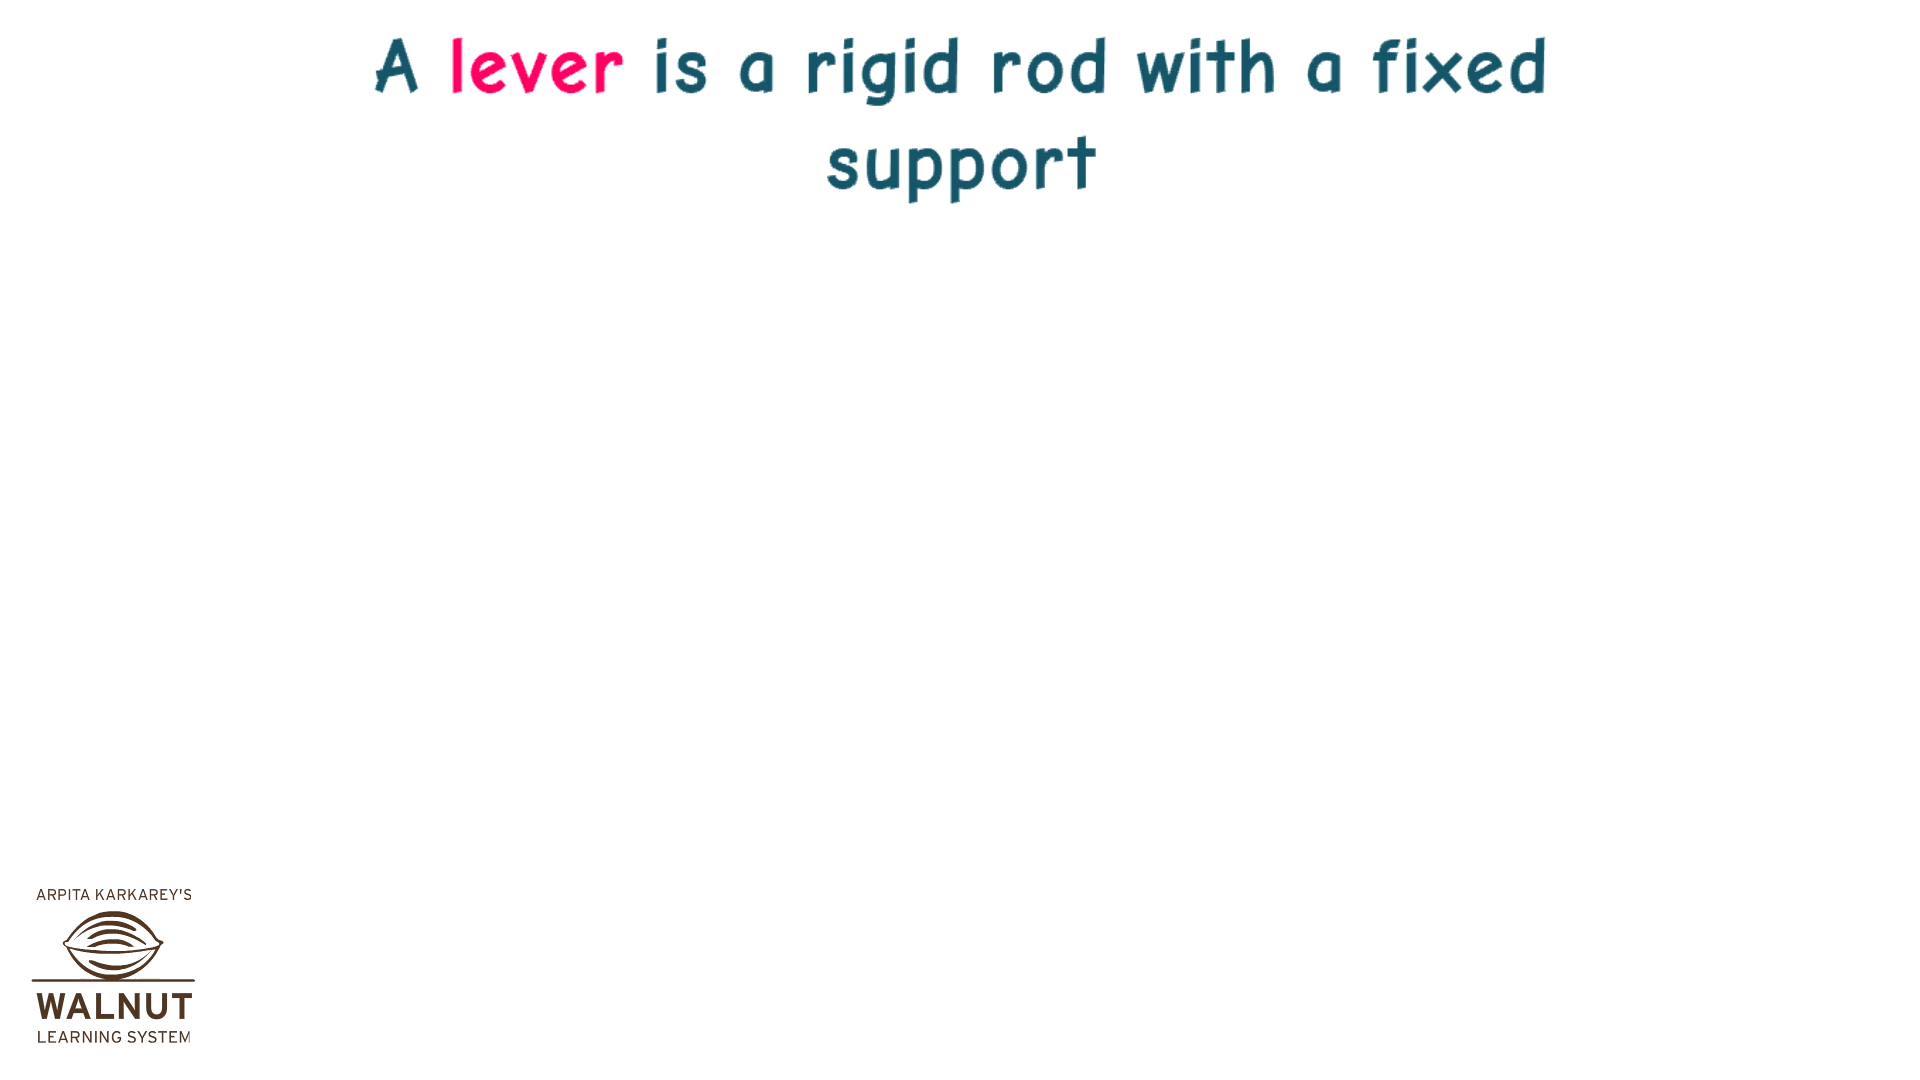 A lever is a rigid rod with a fixed
support
ARPITA KARKAREY'S
WALNUT
LEARNING SYSTEM